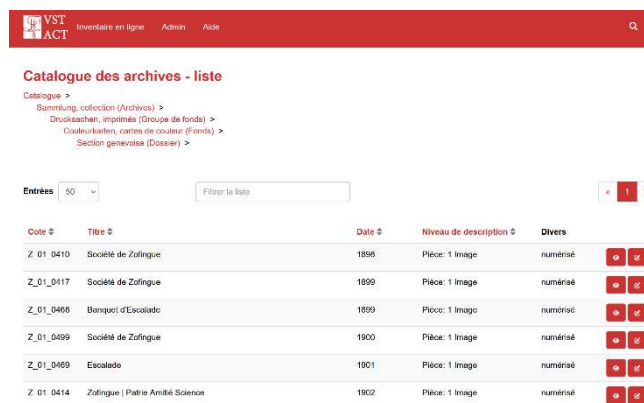 VST
ACT
Inventaire en ligne Admin Aide
Catalogue des archives - liste
Catalogue >
Sammlung, collection (Archives) >
Drucksachen, imprimés (Groupe de fonds) >
Couleurkarten, cartes de couleur (Fonds) >
Section genevoise (Dossier) >
Entrées 50 Filtrer la liste « 1
Cote Titre Date Niveau de description Divers
Z_01_0410 Société de Zofingue 1898 Pièce: 1 Image numérisé
Z_01_0417 Société de Zofingue 1899 Pièce: 1 Image numérisé
Z_01_0468 Banquet d'Escalade 1899 Pièce: 1 Image numérisé
Z_01_0499 Société de Zofingue 1900 Pièce: 1 Image numérisé
Z_01_0469 Escalade 1901 Pièce: 1 Image numérisé
Z_01_0414 Zofingue | Patrie Amitié Science 1902 Pièce: 1 Image numérisé